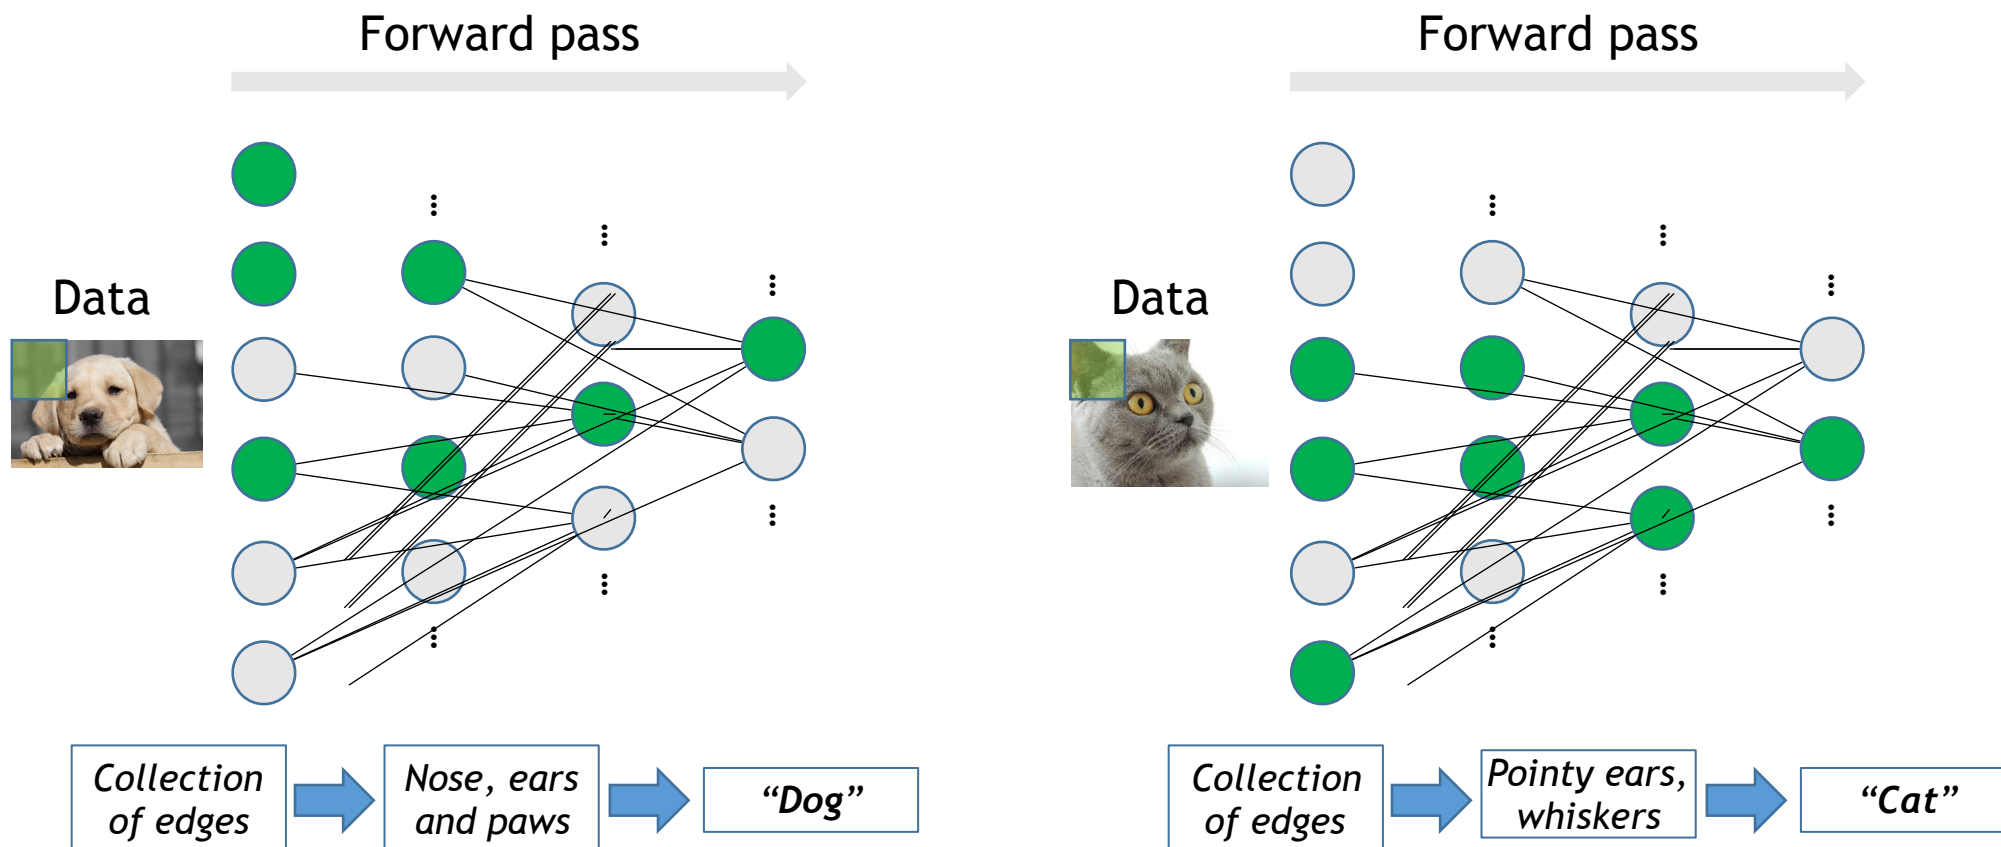 Forward pass
Data
Collection
of edges
Nose, ears
and paws
“Dog”
Forward pass
Data
Collection
of edges
Pointy ears,
whiskers
“Cat”